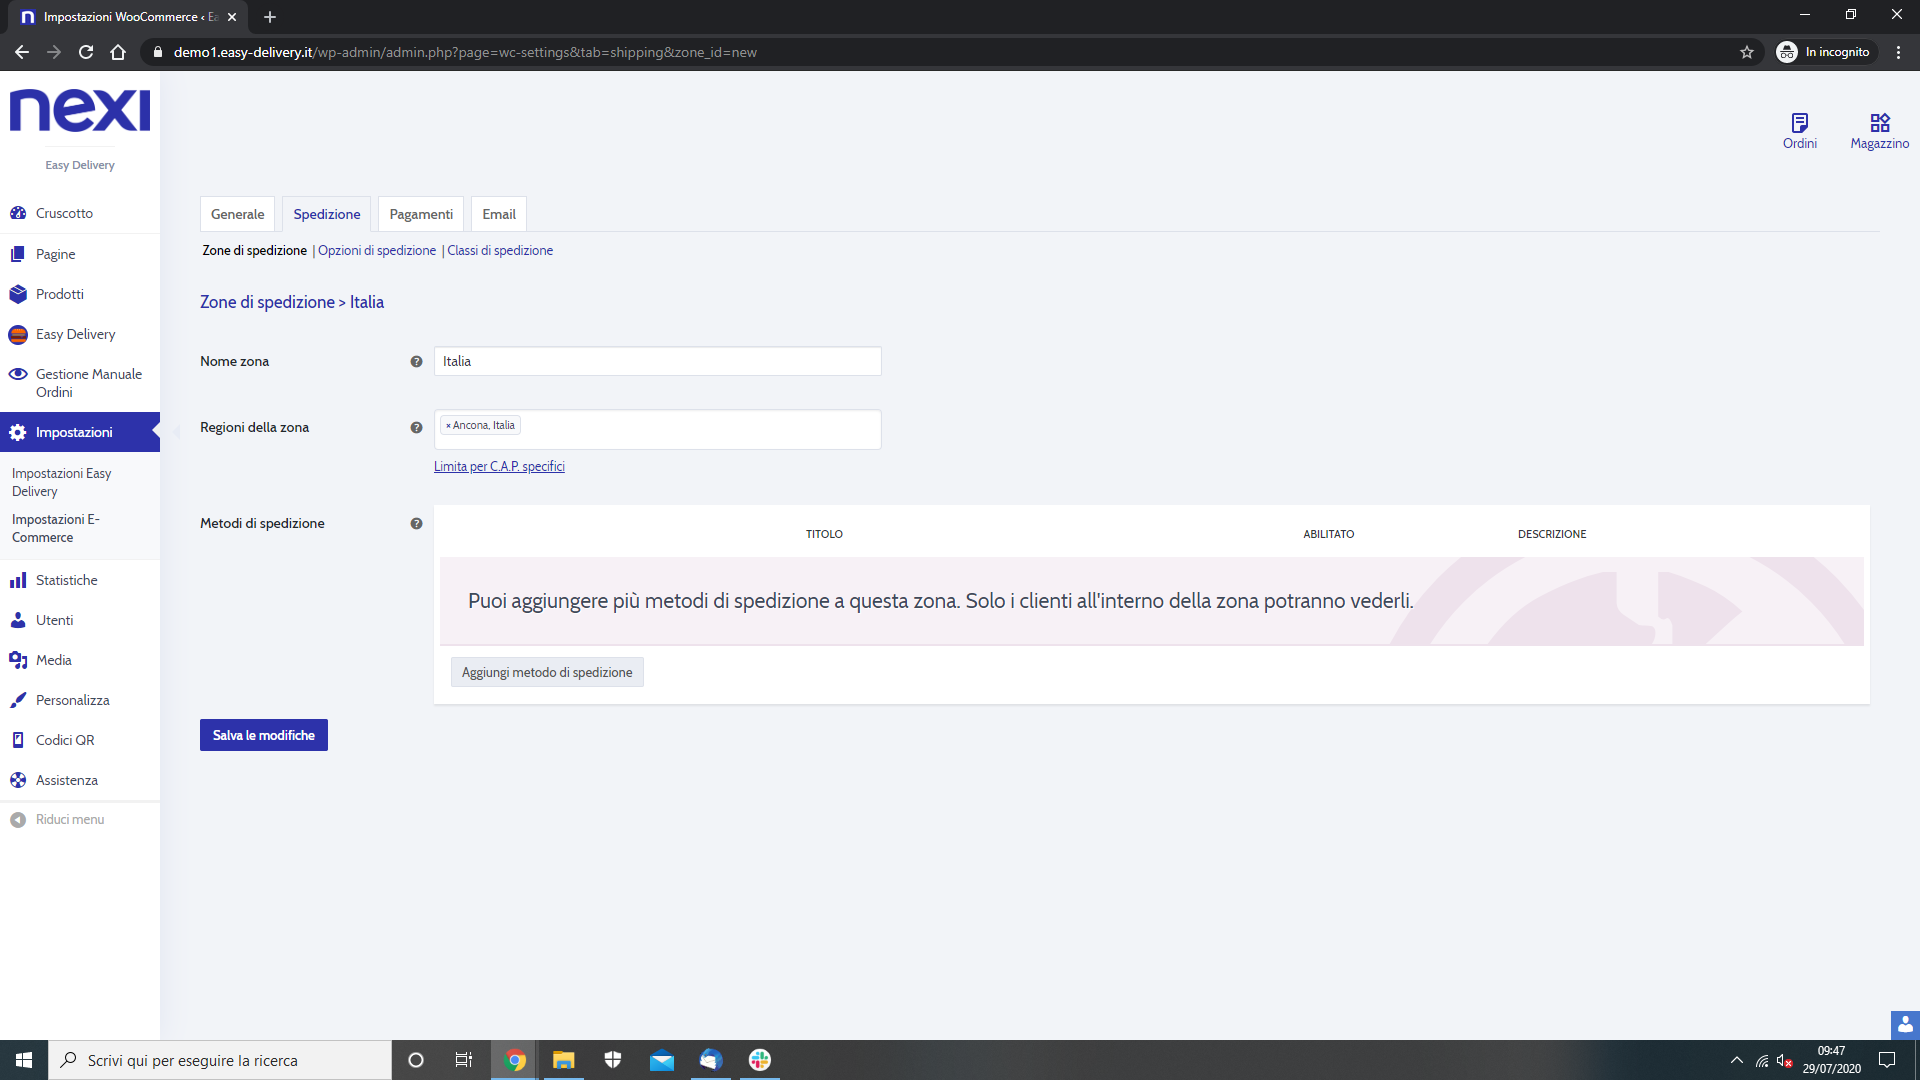 Impostazioni WooCommerce ‹ Ea
demo1.easy-delivery.it/wp-admin/admin.php?page=wc-settings&tab=shipping&zone_id=new
In incognito
nexi
Easy Delivery
Ordini
Magazzino
Cruscotto
Pagine
Prodotti
Easy Delivery
Gestione Manuale
Ordini
Impostazioni
Impostazioni Easy
Delivery
Impostazioni E-
Commerce
Statistiche
Utenti
Media
Personalizza
Codici QR
Assistenza
Riduci menu
Generale
Spedizione
Pagamenti
Email
Zone di spedizione | Opzioni di spedizione | Classi di spedizione
Zone di spedizione > Italia
Nome zona
Italia
Regioni della zona
× Ancona, Italia
Limita per C.A.P. specifici
Metodi di spedizione
TITOLO
ABILITATO
DESCRIZIONE
Puoi aggiungere più metodi di spedizione a questa zona. Solo i clienti all'interno della zona potranno vederli.
Aggiungi metodo di spedizione
Salva le modifiche
Scrivi qui per eseguire la ricerca
09:47
29/07/2020